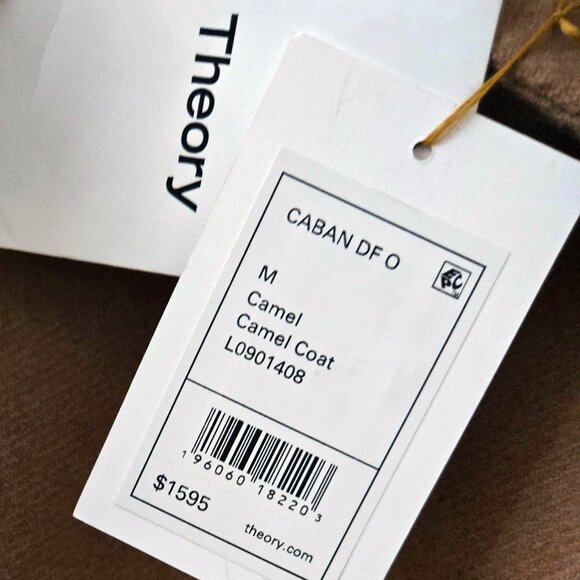 Theory
CABAN DF O
M
Camel
Camel Coat
L0901408
1 96060 18220 3
$1595
theory.com